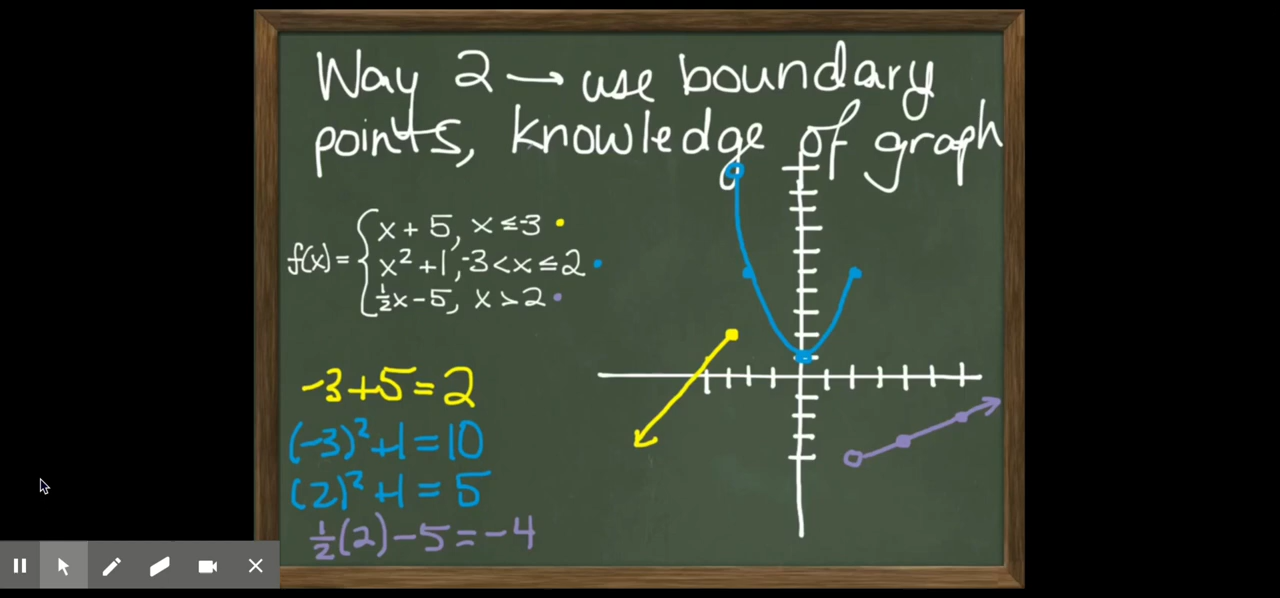 Way 2 → use boundary
points, knowledge of graph
f(x) = { x + 5, x ≤ -3
x² + 1, -3 < x ≤ 2
½x - 5, x > 2
-3 + 5 = 2
(-3)² + 1 = 10
(2)² + 1 = 5
½(2) - 5 = -4